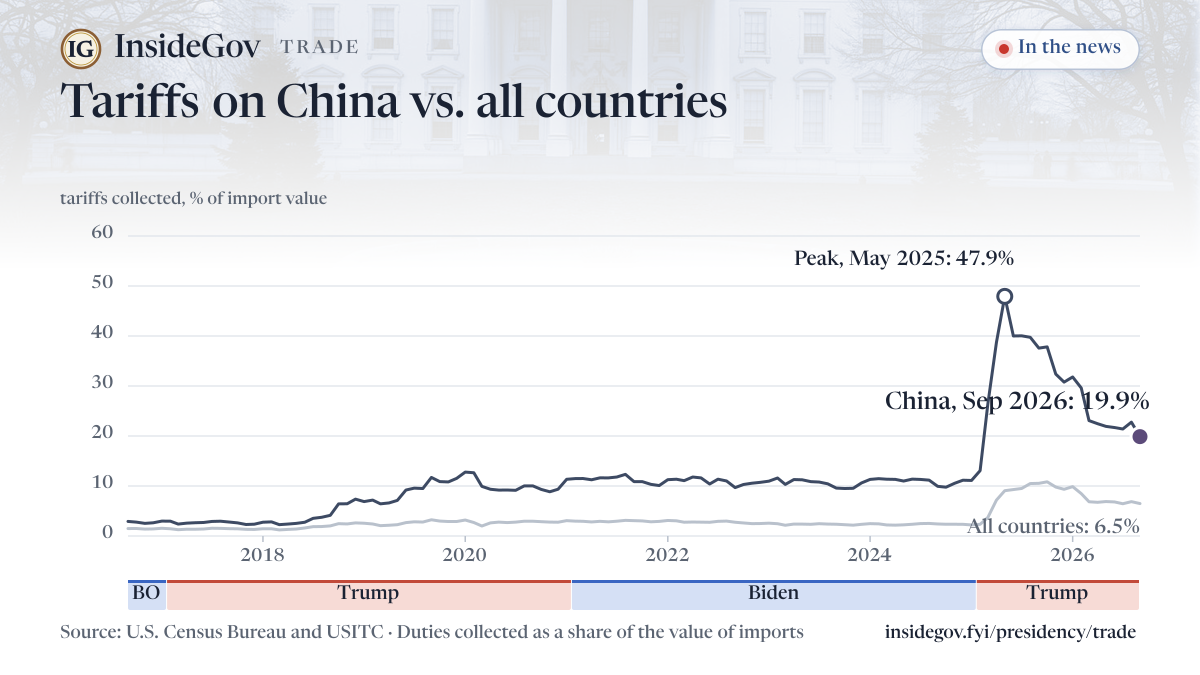 IG InsideGov TRADE
In the news
Tariffs on China vs. all countries
tariffs collected, % of import value
60
Peak, May 2025: 47.9%
50
40
30
China, Sep 2026: 19.9%
20
10
All countries: 6.5%
0
2018 2020 2022 2024 2026
BO Trump Biden Trump
Source: U.S. Census Bureau and USITC · Duties collected as a share of the value of imports
insidegov.fyi/presidency/trade